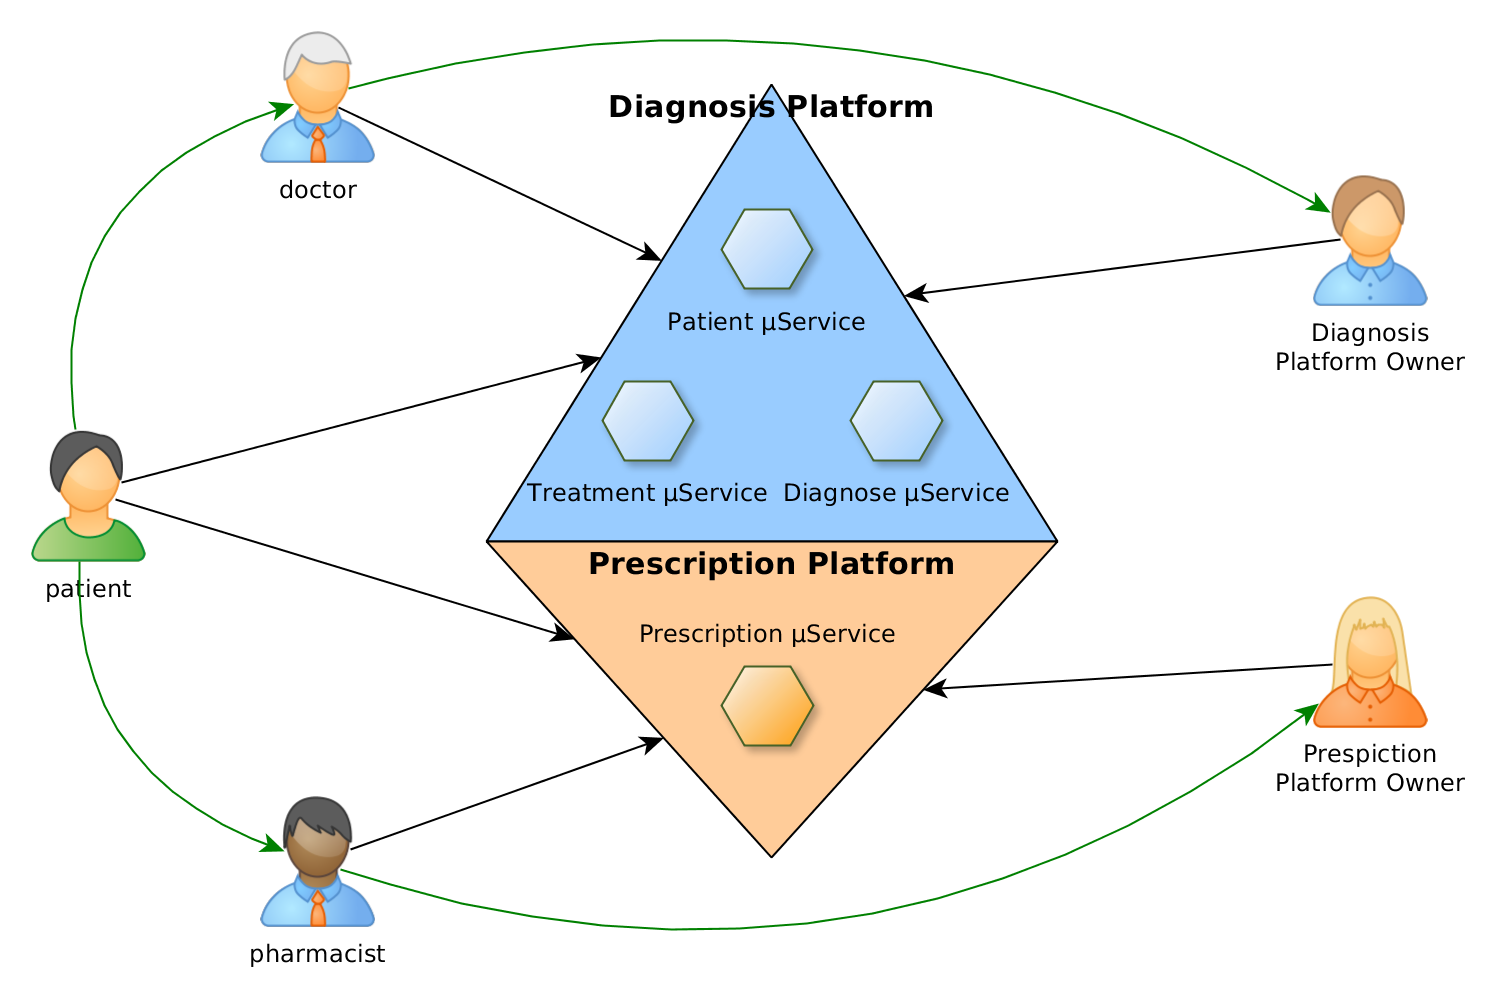 Diagnosis Platform
doctor
Patient µService
Diagnosis
Platform Owner
Treatment µService
Diagnose µService
Prescription Platform
patient
Prescription µService
Prespiction
Platform Owner
pharmacist